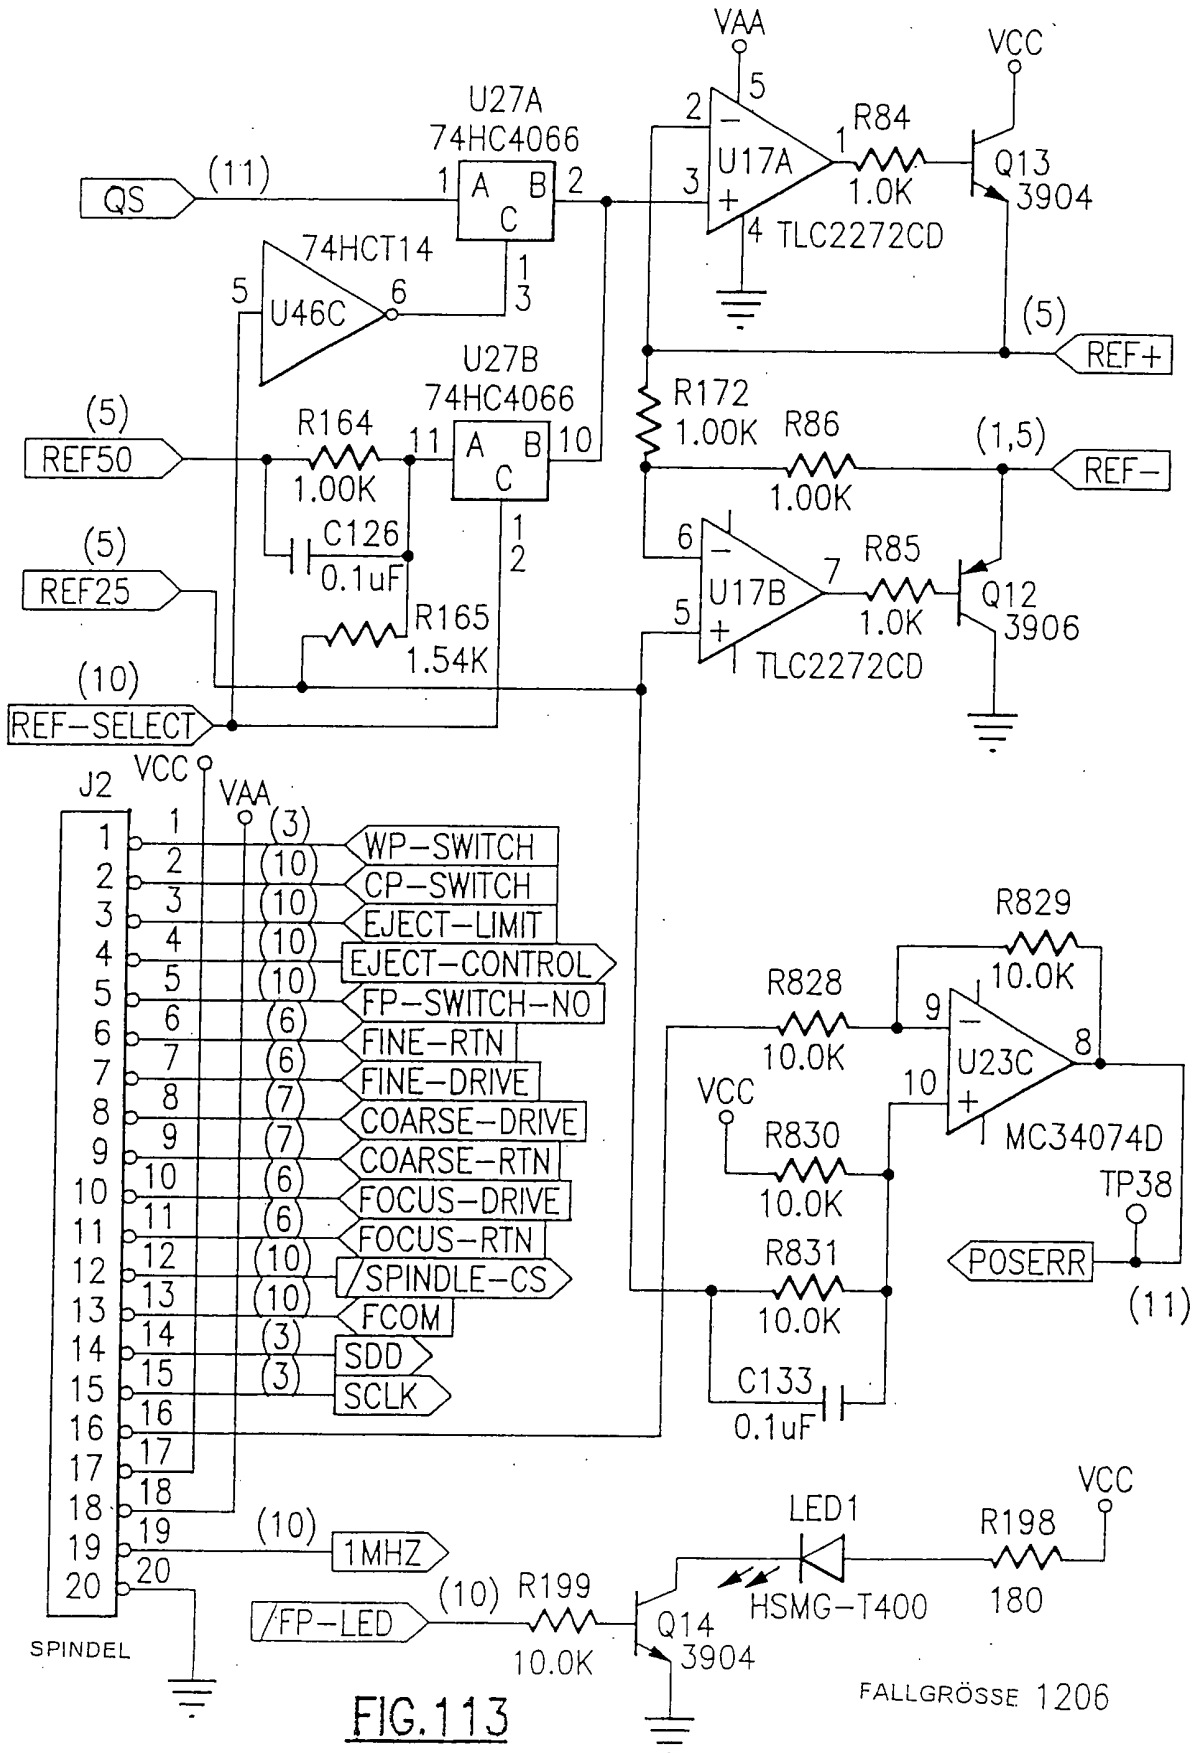 VAA
VCC
5
U27A
74HC4066
2
−
U17A
1
R84
1.0K
Q13
3904
QS
(11)
1
A
B
C
2
3
+
4
TLC2272CD
74HCT14
5
U46C
6
1
3
(5)
REF+
U27B
74HC4066
R172
1.00K
R86
1.00K
(1,5)
REF−
(5)
REF50
R164
1.00K
11
A
B
C
10
C126
0.1uF
1
2
(5)
REF25
6
−
U17B
7
5
+
TLC2272CD
R85
1.0K
Q12
3906
R165
1.54K
(10)
REF−SELECT
VCC
VAA
J2
1 1 (3) WP−SWITCH
2 2 (10) CP−SWITCH
3 3 (10) EJECT−LIMIT
4 4 (10) EJECT−CONTROL
5 5 (10) FP−SWITCH−NO
6 6 (6) FINE−RTN
7 7 (6) FINE−DRIVE
8 8 (7) COARSE−DRIVE
9 9 (7) COARSE−RTN
10 10 (6) FOCUS−DRIVE
11 11 (6) FOCUS−RTN
12 12 (10) /SPINDLE−CS
13 13 (10) FCOM
14 14 (3) SDD
15 15 (3) SCLK
16 16
17 17
18 18
19 19 (10) 1MHZ
20 20
SPINDEL
R829
10.0K
R828
10.0K
9
−
U23C
8
10
+
MC34074D
VCC
R830
10.0K
TP38
R831
10.0K
POSERR
(11)
C133
0.1uF
VCC
LED1
HSMG−T400
R198
180
/FP−LED
(10)
R199
10.0K
Q14
3904
FALLGRÖSSE 1206
FIG.113